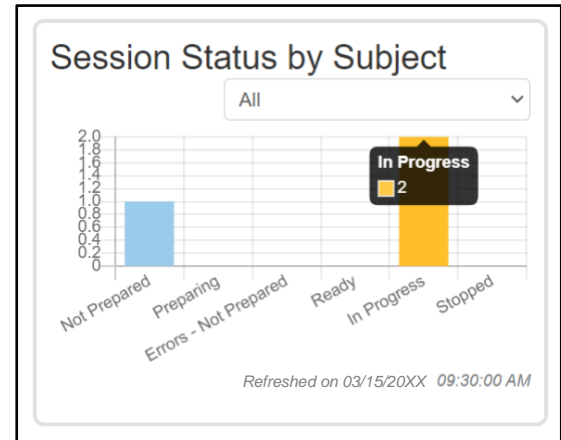 Session Status by Subject
All
2.0
1.8
1.6
1.4
1.2
1.0
0.8
0.6
0.4
0.2
0
In Progress
2
Not Prepared
Preparing
Errors - Not Prepared
Ready
In Progress
Stopped
Refreshed on 03/15/20XX 09:30:00 AM